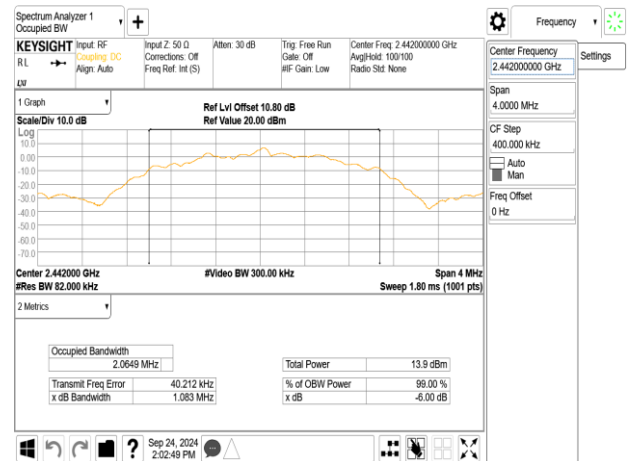 Spectrum Analyzer 1
Occupied BW
Frequency
KEYSIGHT
RL
Input: RF
Coupling: DC
Align: Auto
Input Z: 50 Ω
Corrections: Off
Freq Ref: Int (S)
Atten: 30 dB
Trig: Free Run
Gate: Off
#IF Gain: Low
Center Freq: 2.442000000 GHz
Avg|Hold: 100/100
Radio Std: None
Center Frequency
2.442000000 GHz
Settings
Span
4.0000 MHz
CF Step
400.000 kHz
Auto
Man
Freq Offset
0 Hz
1 Graph
Scale/Div 10.0 dB
Ref Lvl Offset 10.80 dB
Ref Value 20.00 dBm
Log
10.0
0.00
-10.0
-20.0
-30.0
-40.0
-50.0
-60.0
-70.0
Center 2.442000 GHz
#Res BW 82.000 kHz
#Video BW 300.00 kHz
Span 4 MHz
Sweep 1.80 ms (1001 pts)
2 Metrics
Occupied Bandwidth
2.0649 MHz
Total Power 13.9 dBm
Transmit Freq Error 40.212 kHz
x dB Bandwidth 1.083 MHz
% of OBW Power 99.00 %
x dB -6.00 dB
?
Sep 24, 2024
2:02:49 PM